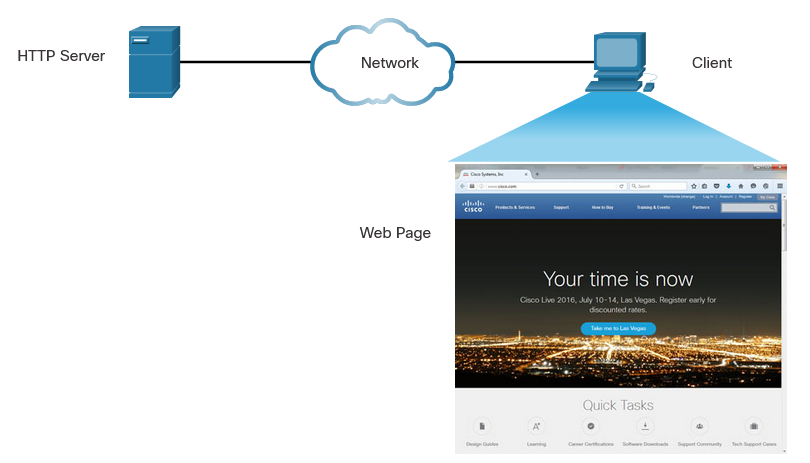 HTTP Server
Network
Client
Web Page
Cisco Systems, Inc
www.cisco.com
Search
Worldwide [change] Log In Account Register My Cisco
CISCO
Products & Services Support How to Buy Training & Events Partners
Your time is now
Cisco Live 2016, July 10-14, Las Vegas. Register early for
discounted rates.
Take me to Las Vegas
Quick Tasks
Design Guides Learning Career Certifications Software Downloads Support Community Tech Support Cases